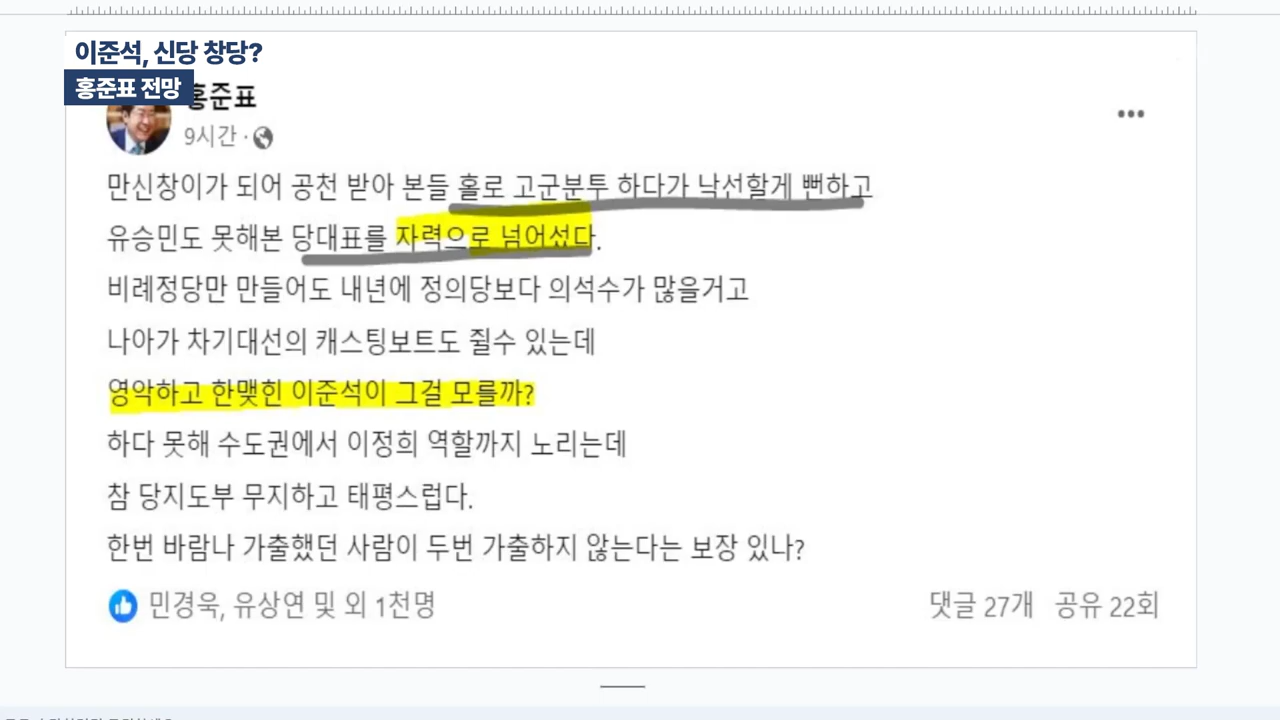 이준석, 신당 창당?
홍준표 전망
홍준표
9시간 ·
만신창이가 되어 공천 받아 본들 홀로 고군분투 하다가 낙선할게 뻔하고
유승민도 못해본 당대표를 자력으로 넘어섰다.
비례정당만 만들어도 내년에 정의당보다 의석수가 많을거고
나아가 차기대선의 캐스팅보트도 쥘수 있는데
영악하고 한맺힌 이준석이 그걸 모를까?
하다 못해 수도권에서 이정희 역할까지 노리는데
참 당지도부 무지하고 태평스럽다.
한번 바람나 가출했던 사람이 두번 가출하지 않는다는 보장 있나?
민경욱, 유상연 및 외 1천명
댓글 27개 공유 22회